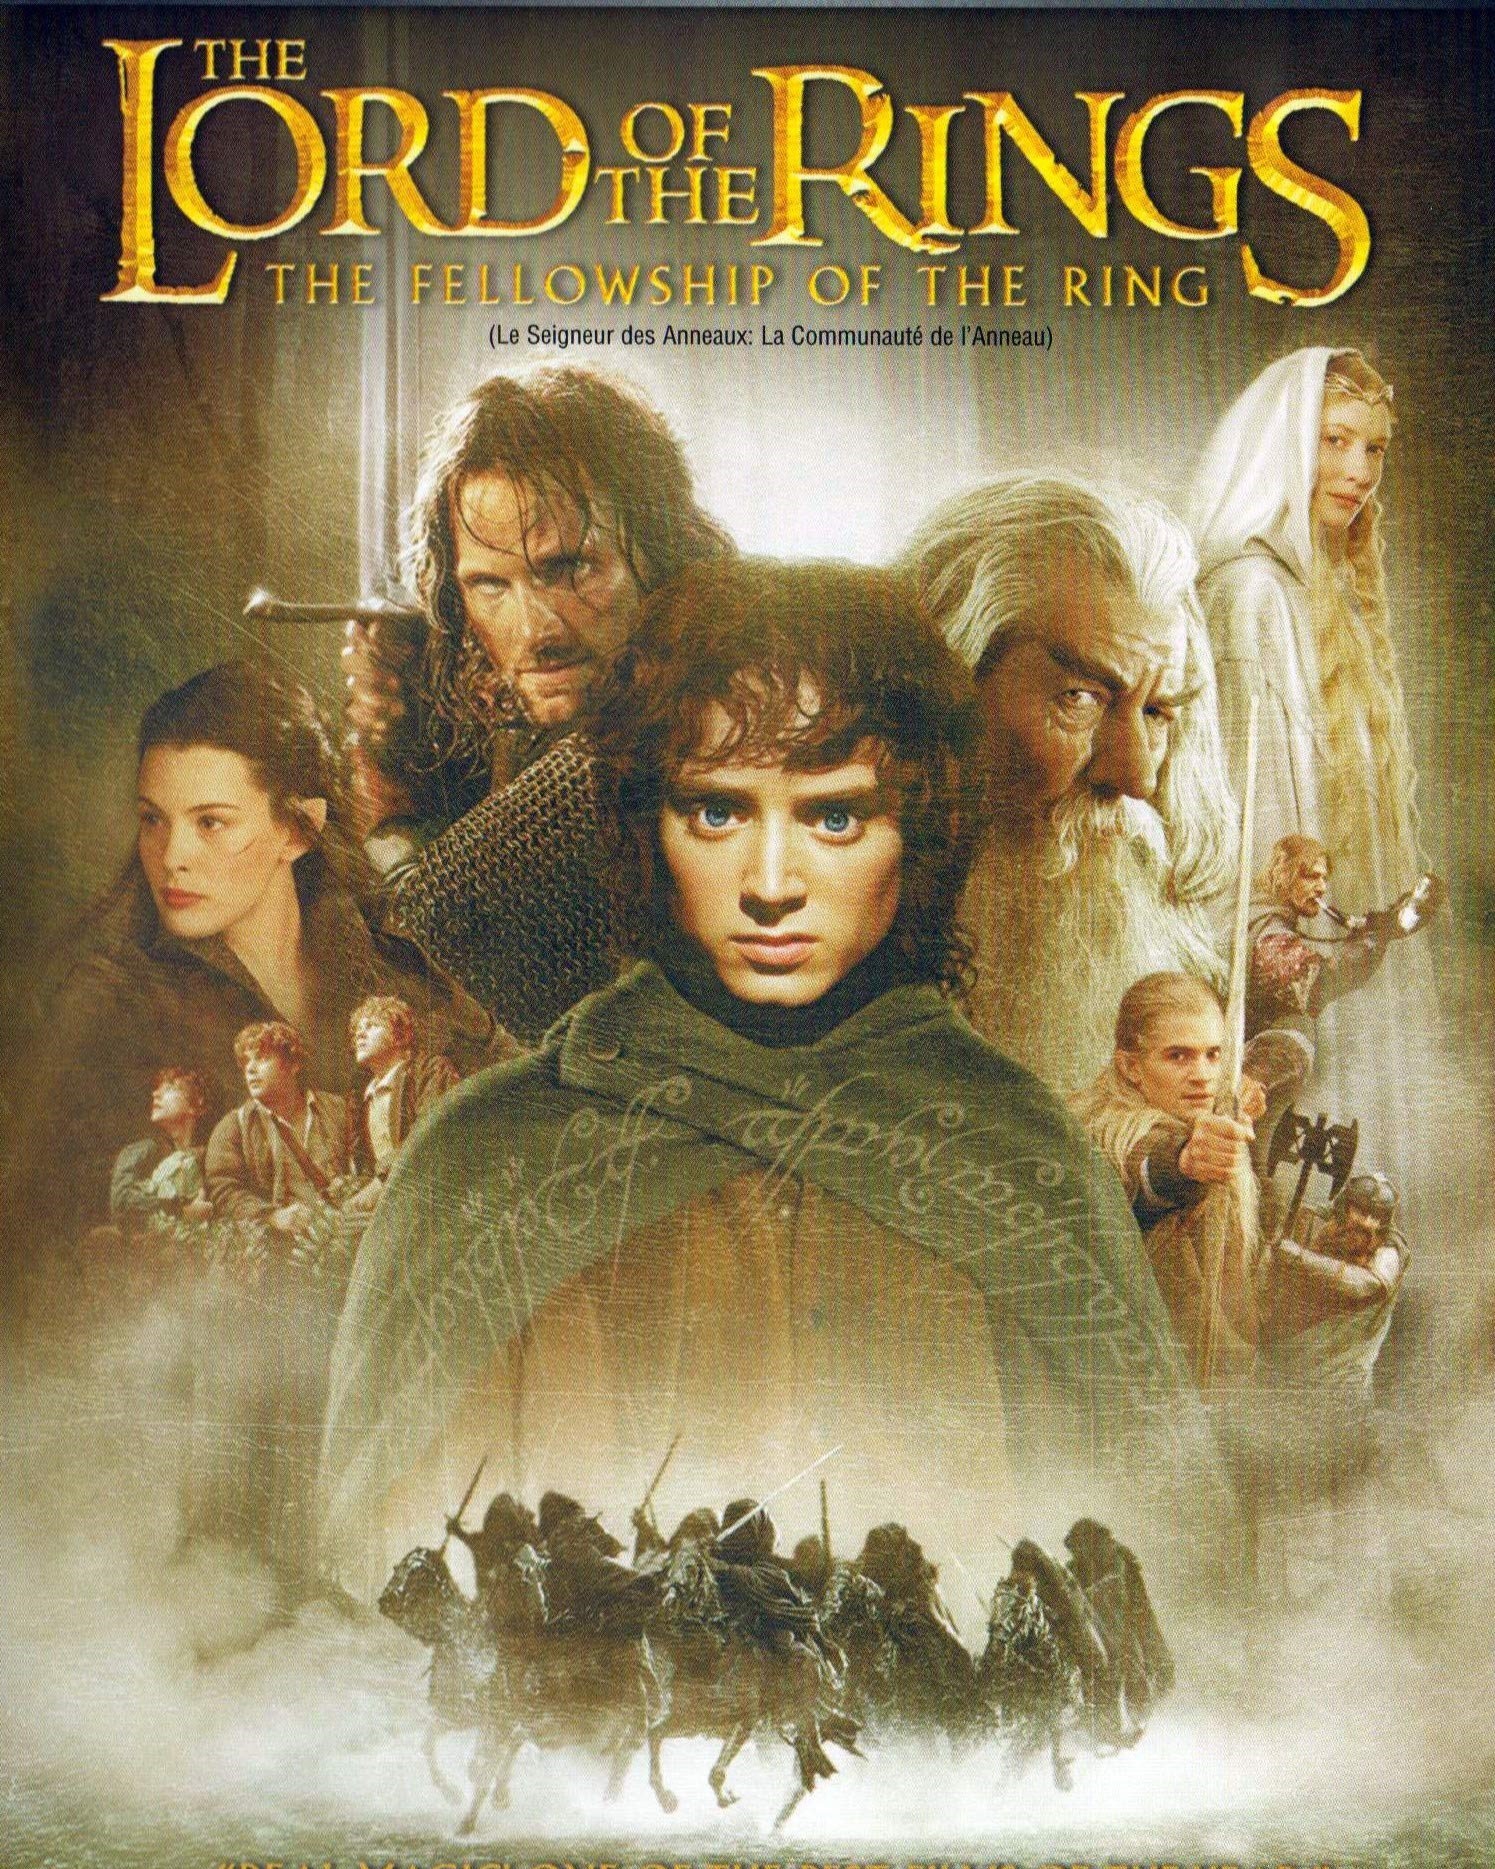 THE
LORD OF THE RINGS
THE FELLOWSHIP OF THE RING
(Le Seigneur des Anneaux: La Communauté de l'Anneau)